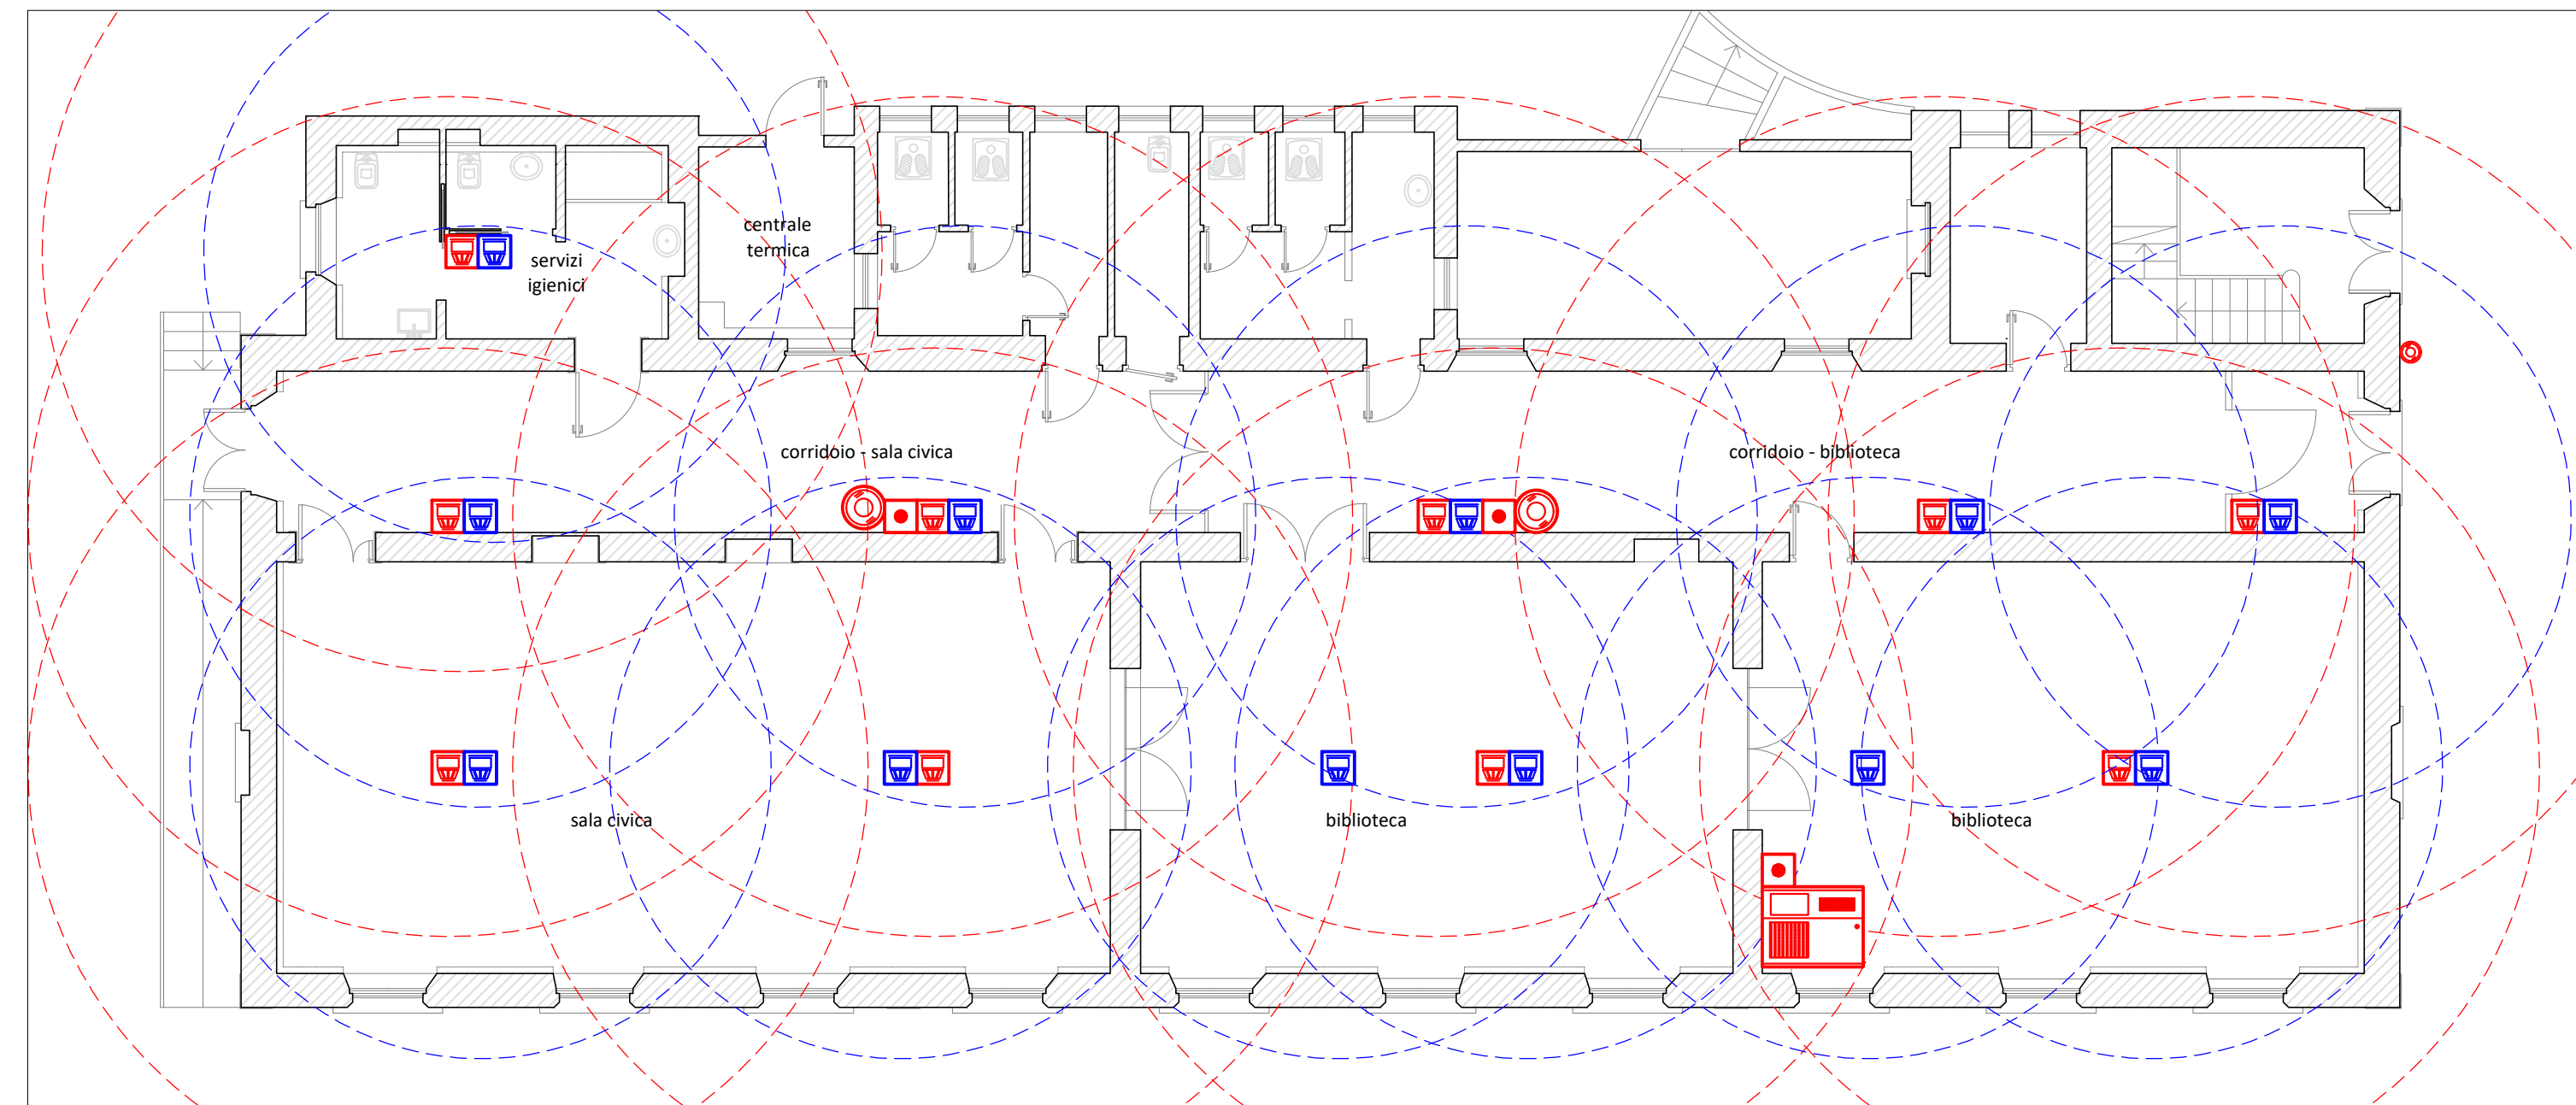 centrale
termica
servizi
igienici
corridoio - sala civica
corridoio - biblioteca
sala civica
biblioteca
biblioteca